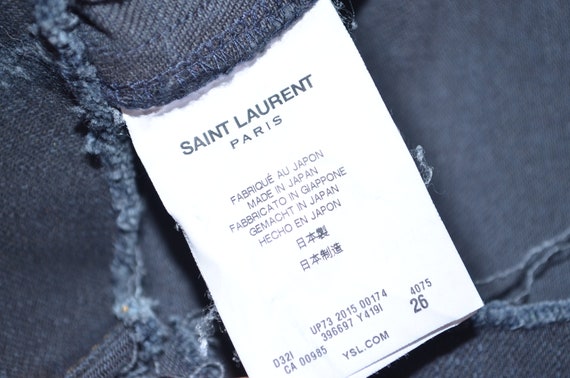 SAINT LAURENT
PARIS
FABRIQUÉ AU JAPON
MADE IN JAPAN
FABBRICATO IN GIAPPONE
GEMACHT IN JAPAN
HECHO EN JAPON
日本製
日本制造
UP73 2015 00174 4075
D32I 396697 Y419I 26
CA 00985 YSL.COM